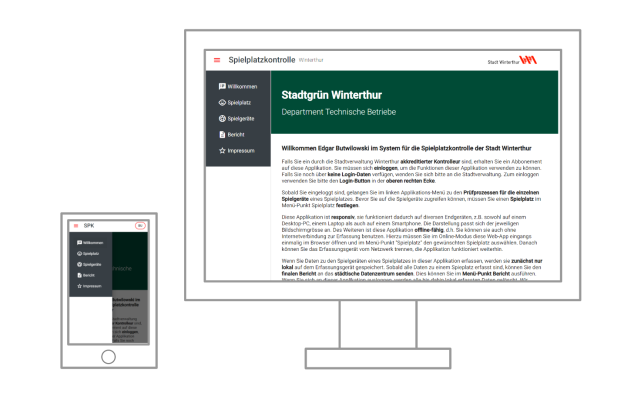 Spielplatzkontrolle Winterthur
Stadt Winterthur
Willkommen
Spielplatz
Spielgeräte
Bericht
Impressum
Stadtgrün Winterthur
Department Technische Betriebe
Willkommen Edgar Butwilowski im System für die Spielplatzkontrolle der Stadt Winterthur
Falls Sie ein durch die Stadtverwaltung Winterthur akkreditierter Kontrolleur sind, erhalten Sie ein Abbonement
auf diese Applikation. Sie müssen sich einloggen, um die Funktionen dieser Applikation verwenden zu können.
Falls Sie noch über keine Login-Daten verfügen, wenden Sie sich bitte an die Stadtverwaltung. Zum einloggen
verwenden Sie bitte den Login-Button in der oberen rechten Ecke.
Sobald Sie eingeloggt sind, gelangen Sie im linken Applikations-Menü zu den Prüfprozessen für die einzelnen
Spielgeräte eines Spielplatzes. Bevor Sie auf die Spielgeräte zugreifen können, müssen Sie einen Spielplatz im
Menü-Punkt Spielplatz festlegen.
Diese Applikation ist responsiv, sie funktioniert dadurch auf diversen Endgeräten, z.B. sowohl auf einem
Desktop-PC, einem Laptop als auch auf einem Smartphone. Die Darstellung passt sich der jeweiligen
Bildschirmgrösse an. Des Weiteren ist diese Applikation offline-fähig, d.h. Sie können sie auch ohne
Internetverbindung zur Erfassung benutzen. Hierzu müssen Sie im Online-Modus diese Web-App eingangs
einmalig im Browser öffnen und im Menü Punkt "Spielplatz" den gewünschten Spielplatz auswählen. Danach
können Sie das Erfassungsgerät vom Netzwerk trennen, die Applikation funktioniert weiterhin.
Wenn Sie Daten zu den Spielgeräten eines Spielplatzes in dieser Applikation erfassen, werden sie zunächst nur
lokal auf dem Erfassungsgerät gespeichert. Sobald alle Daten zu einem Spielplatz erfasst sind, können Sie den
finalen Bericht an das städtische Datenzentrum senden. Dies können Sie im Menü-Punkt Bericht ausführen.
SPK
Willkommen
Spielplatz
Spielgeräte
Bericht
Impressum